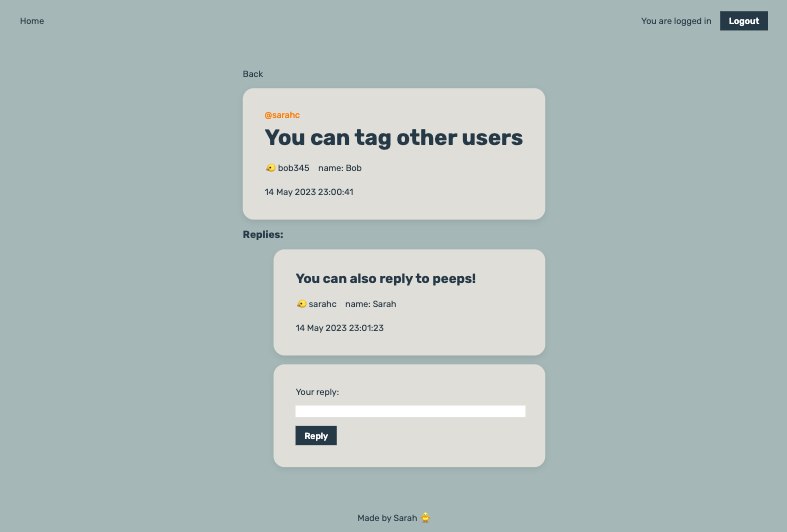 Home
You are logged in
Logout
Back
@sarahc
You can tag other users
bob345 name: Bob
14 May 2023 23:00:41
Replies:
You can also reply to peeps!
sarahc name: Sarah
14 May 2023 23:01:23
Your reply:
Reply
Made by Sarah